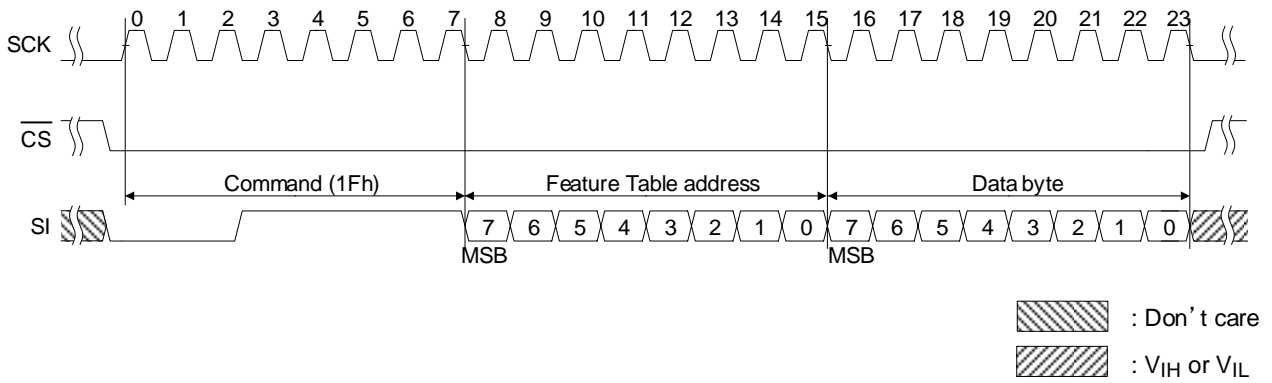 0 1 2 3 4 5 6 7 8 9 10 11 12 13 14 15 16 17 18 19 20 21 22 23
SCK
CS
Command (1Fh) Feature Table address Data byte
SI 7 6 5 4 3 2 1 0 7 6 5 4 3 2 1 0
MSB MSB
: Don't care
: VIH or VIL